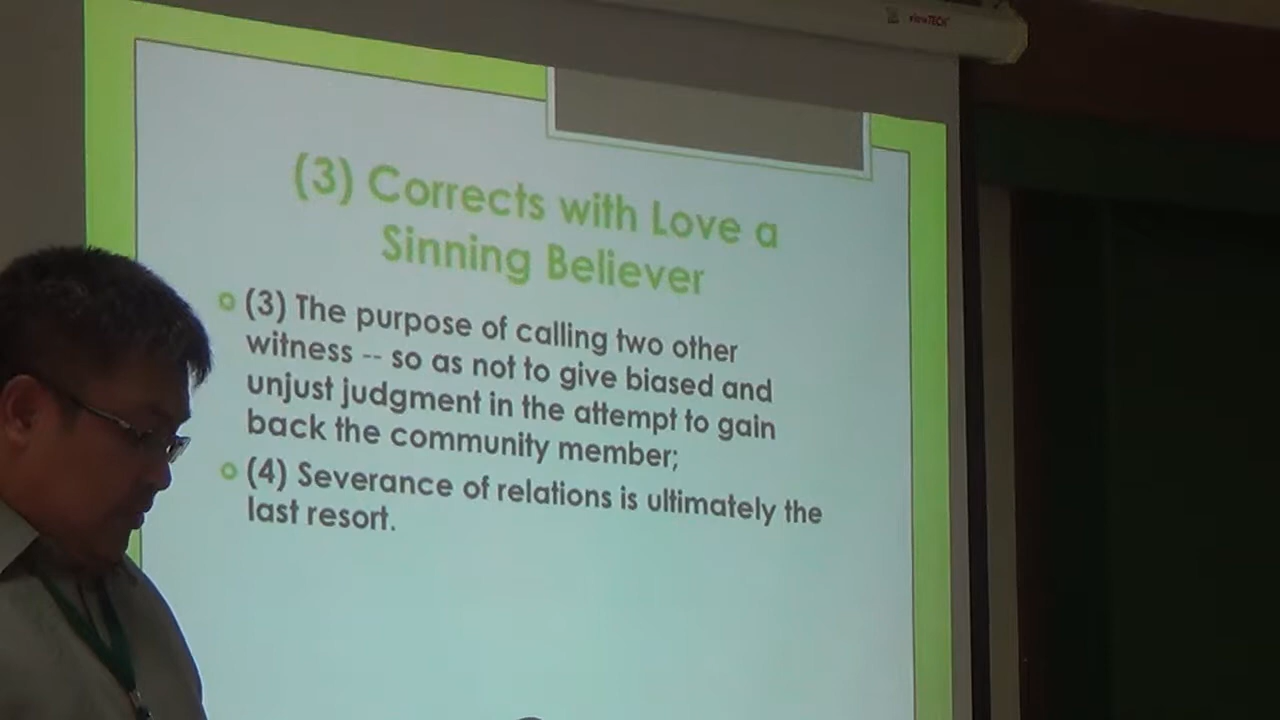 viewTECK
(3) Corrects with Love a
Sinning Believer
(3) The purpose of calling two other
witness -- so as not to give biased and
unjust judgment in the attempt to gain
back the community member;
(4) Severance of relations is ultimately the
last resort.